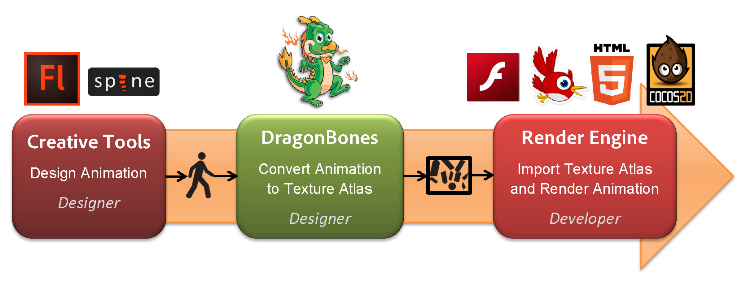 Fl
spine
HTML
5
COCOS2D
Creative Tools
Design Animation
Designer
DragonBones
Convert Animation
to Texture Atlas
Designer
Render Engine
Import Texture Atlas
and Render Animation
Developer